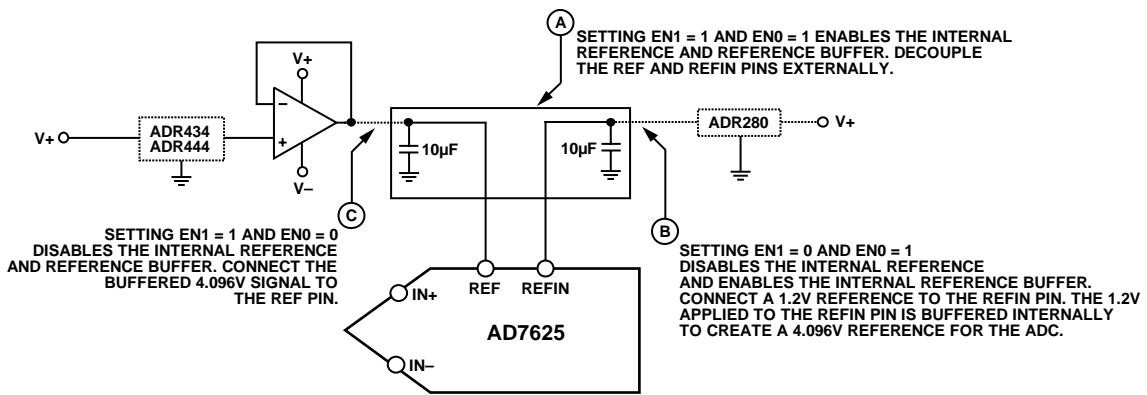 A
SETTING EN1 = 1 AND EN0 = 1 ENABLES THE INTERNAL
REFERENCE AND REFERENCE BUFFER. DECOUPLE
THE REF AND REFIN PINS EXTERNALLY.
V+
–
+
V–
V+
ADR434
ADR444
10µF
10µF
ADR280
V+
C
SETTING EN1 = 1 AND EN0 = 0
DISABLES THE INTERNAL REFERENCE
AND REFERENCE BUFFER. CONNECT THE
BUFFERED 4.096V SIGNAL TO
THE REF PIN.
B
SETTING EN1 = 0 AND EN0 = 1
DISABLES THE INTERNAL REFERENCE
AND ENABLES THE INTERNAL REFERENCE BUFFER.
CONNECT A 1.2V REFERENCE TO THE REFIN PIN. THE 1.2V
APPLIED TO THE REFIN PIN IS BUFFERED INTERNALLY
TO CREATE A 4.096V REFERENCE FOR THE ADC.
REF REFIN
IN+
AD7625
IN–